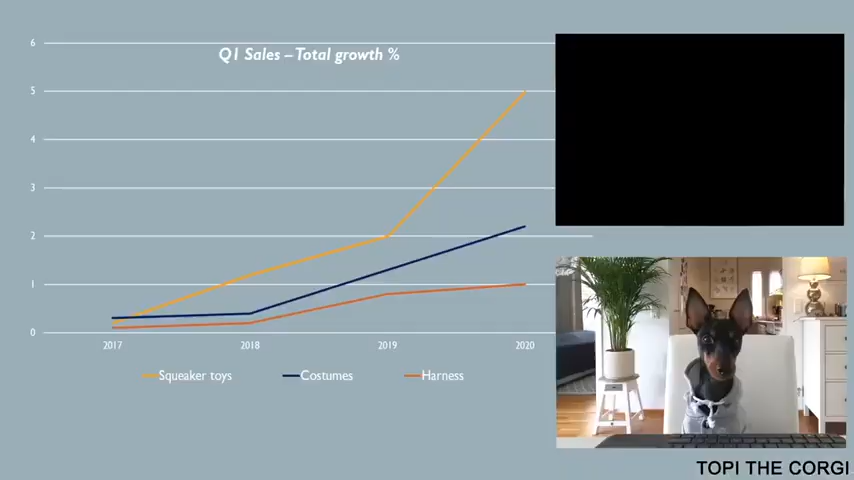 Q1 Sales – Total growth %
6
5
4
3
2
1
0
2017 2018 2019 2020
Squeaker toys Costumes Harness
TOPI THE CORGI